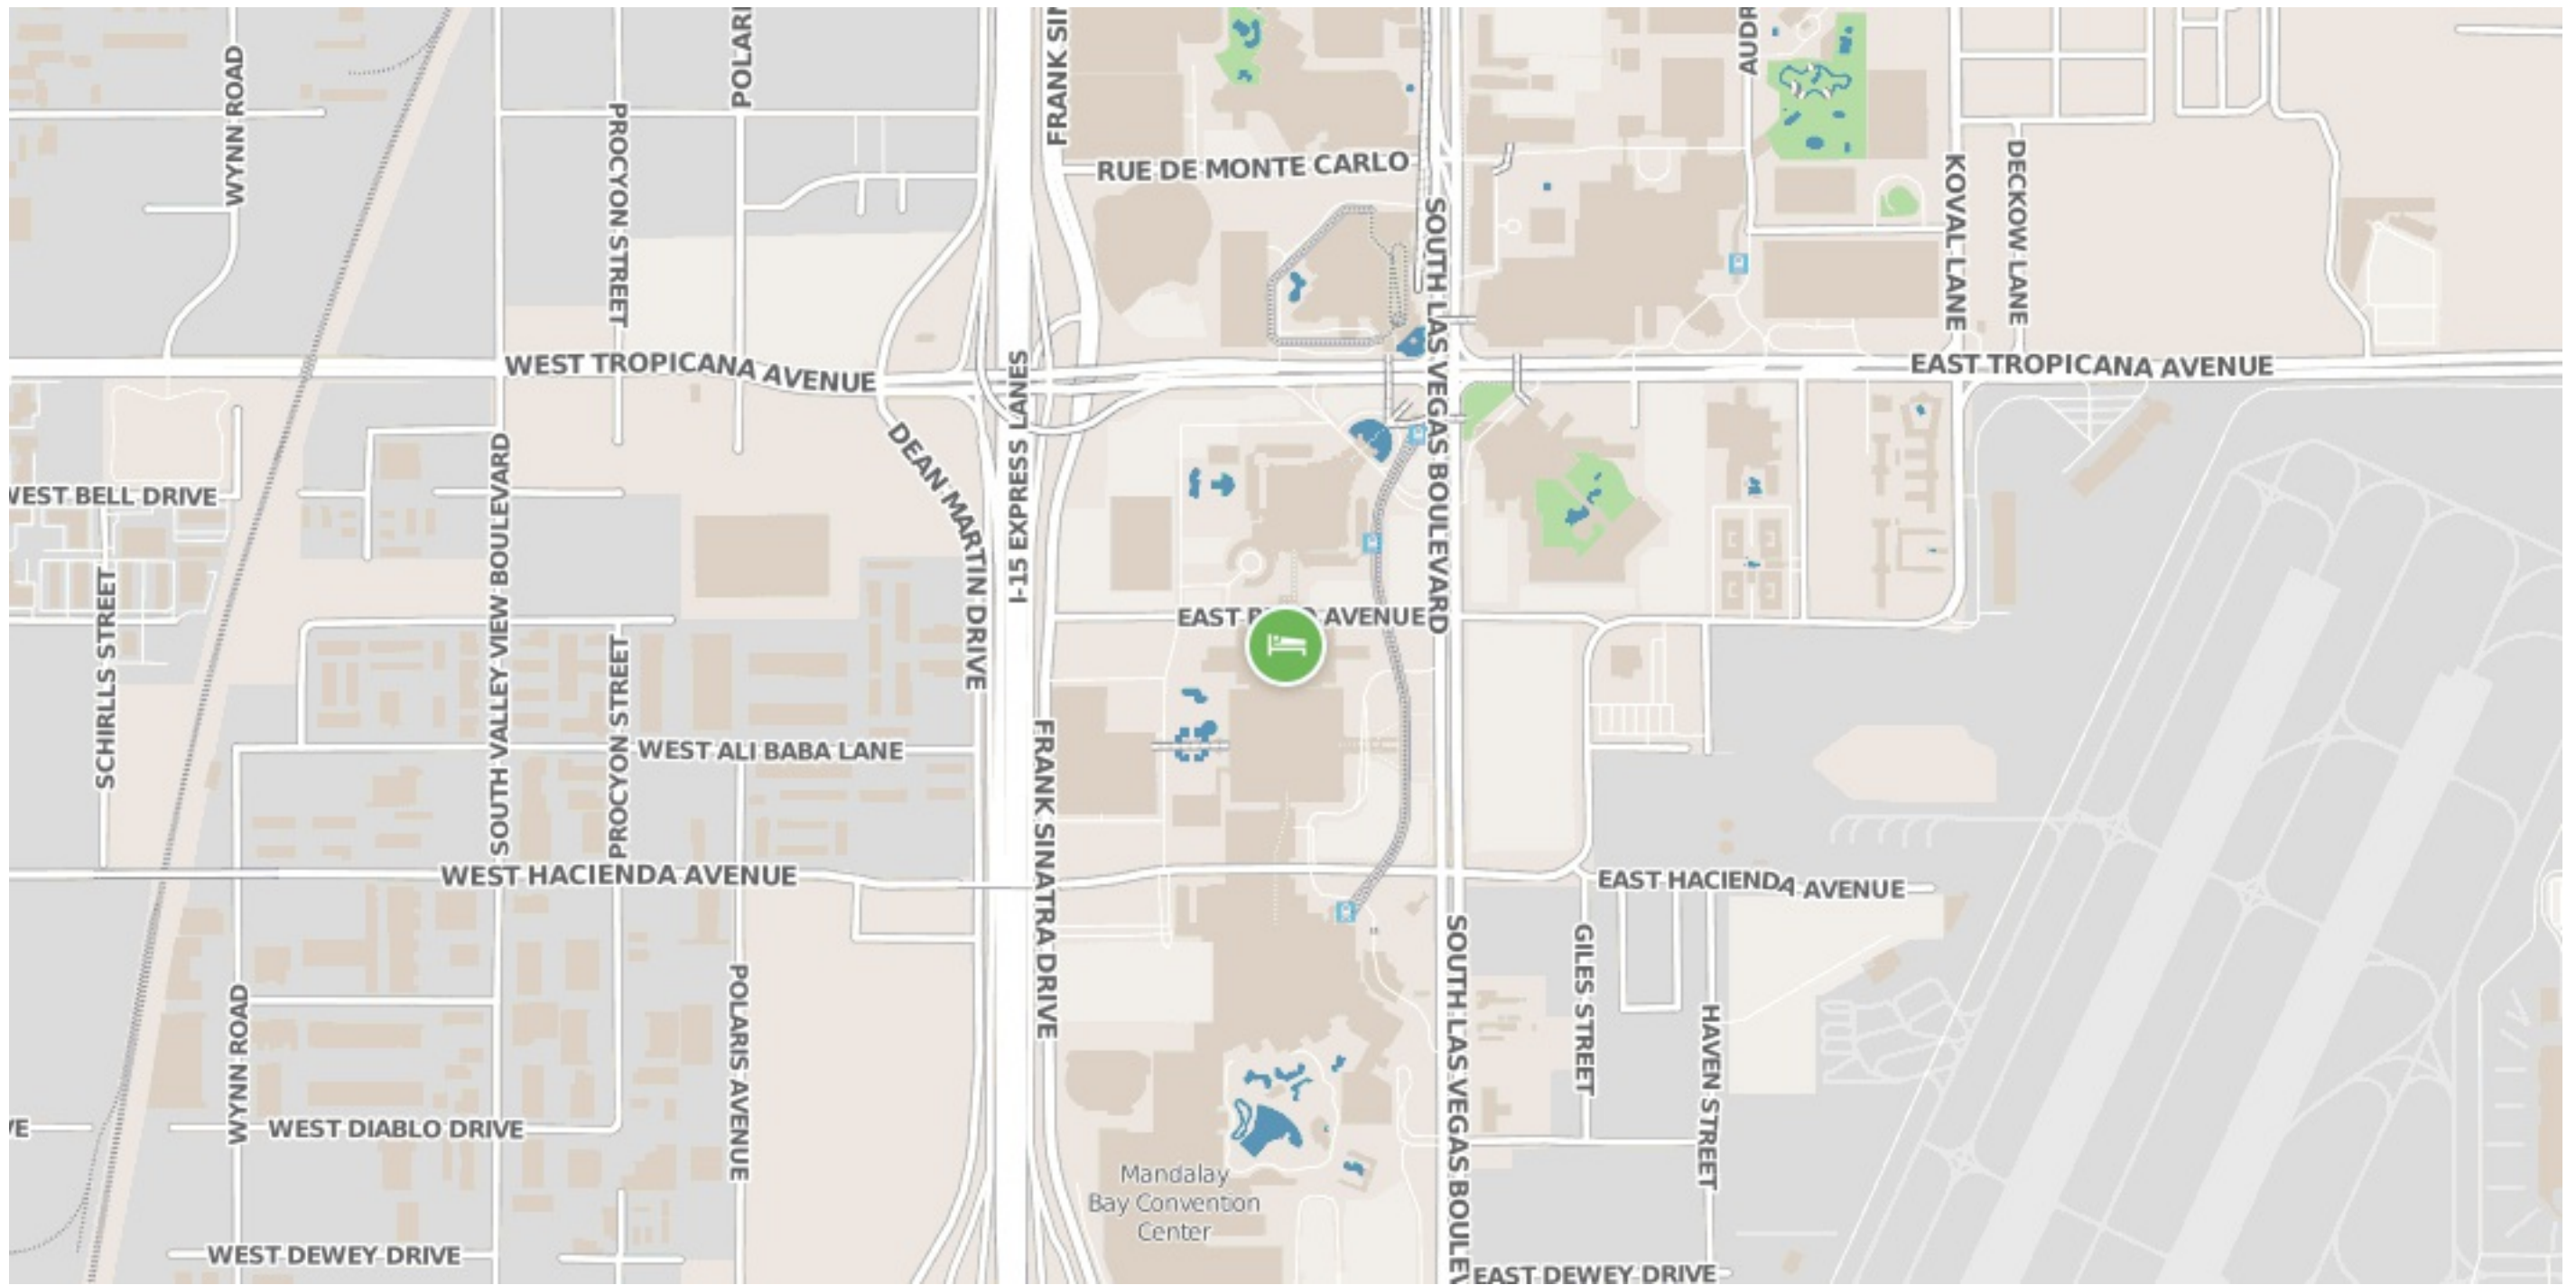 WYNN ROAD
PROCYON STREET
POLARI
FRANK SIN
AUDR
RUE DE MONTE CARLO
SOUTH LAS VEGAS BOULEVARD
KOVAL LANE
DECKOW LANE
WEST TROPICANA AVENUE
EAST TROPICANA AVENUE
I-15 EXPRESS LANES
DEAN MARTIN DRIVE
WEST BELL DRIVE
SOUTH VALLEY VIEW BOULEVARD
SCHIRLLS STREET
EAST AVENUE
PROCYON STREET
WEST ALI BABA LANE
FRANK SINATRA DRIVE
WEST HACIENDA AVENUE
EAST HACIENDA AVENUE
SOUTH LAS VEGAS BOULEV
GILES STREET
HAVEN STREET
WYNN ROAD
POLARIS AVENUE
VE
WEST DIABLO DRIVE
Mandalay
Bay Convention
Center
WEST DEWEY DRIVE
EAST DEWEY DRIVE